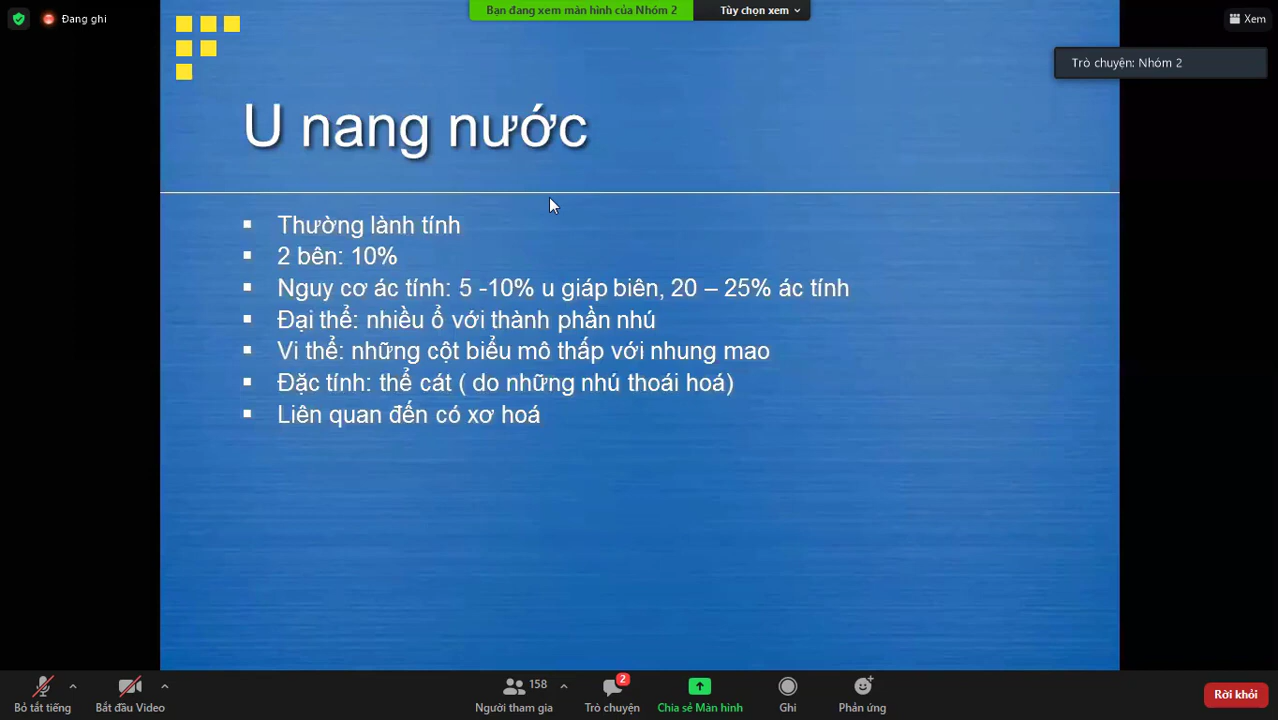 Đang ghi
Bạn đang xem màn hình của Nhóm 2
Tùy chọn xem
Xem
Trò chuyện: Nhóm 2
U nang nước
Thường lành tính
2 bên: 10%
Nguy cơ ác tính: 5 -10% u giáp biên, 20 – 25% ác tính
Đại thể: nhiều ổ với thành phần nhú
Vi thể: những cột biểu mô thấp với nhung mao
Đặc tính: thể cát ( do những nhú thoái hoá)
Liên quan đến có xơ hoá
158
2
Bỏ tắt tiếng
Bắt đầu Video
Người tham gia
Trò chuyện
Chia sẻ Màn hình
Ghi
Phản ứng
Rời khỏi